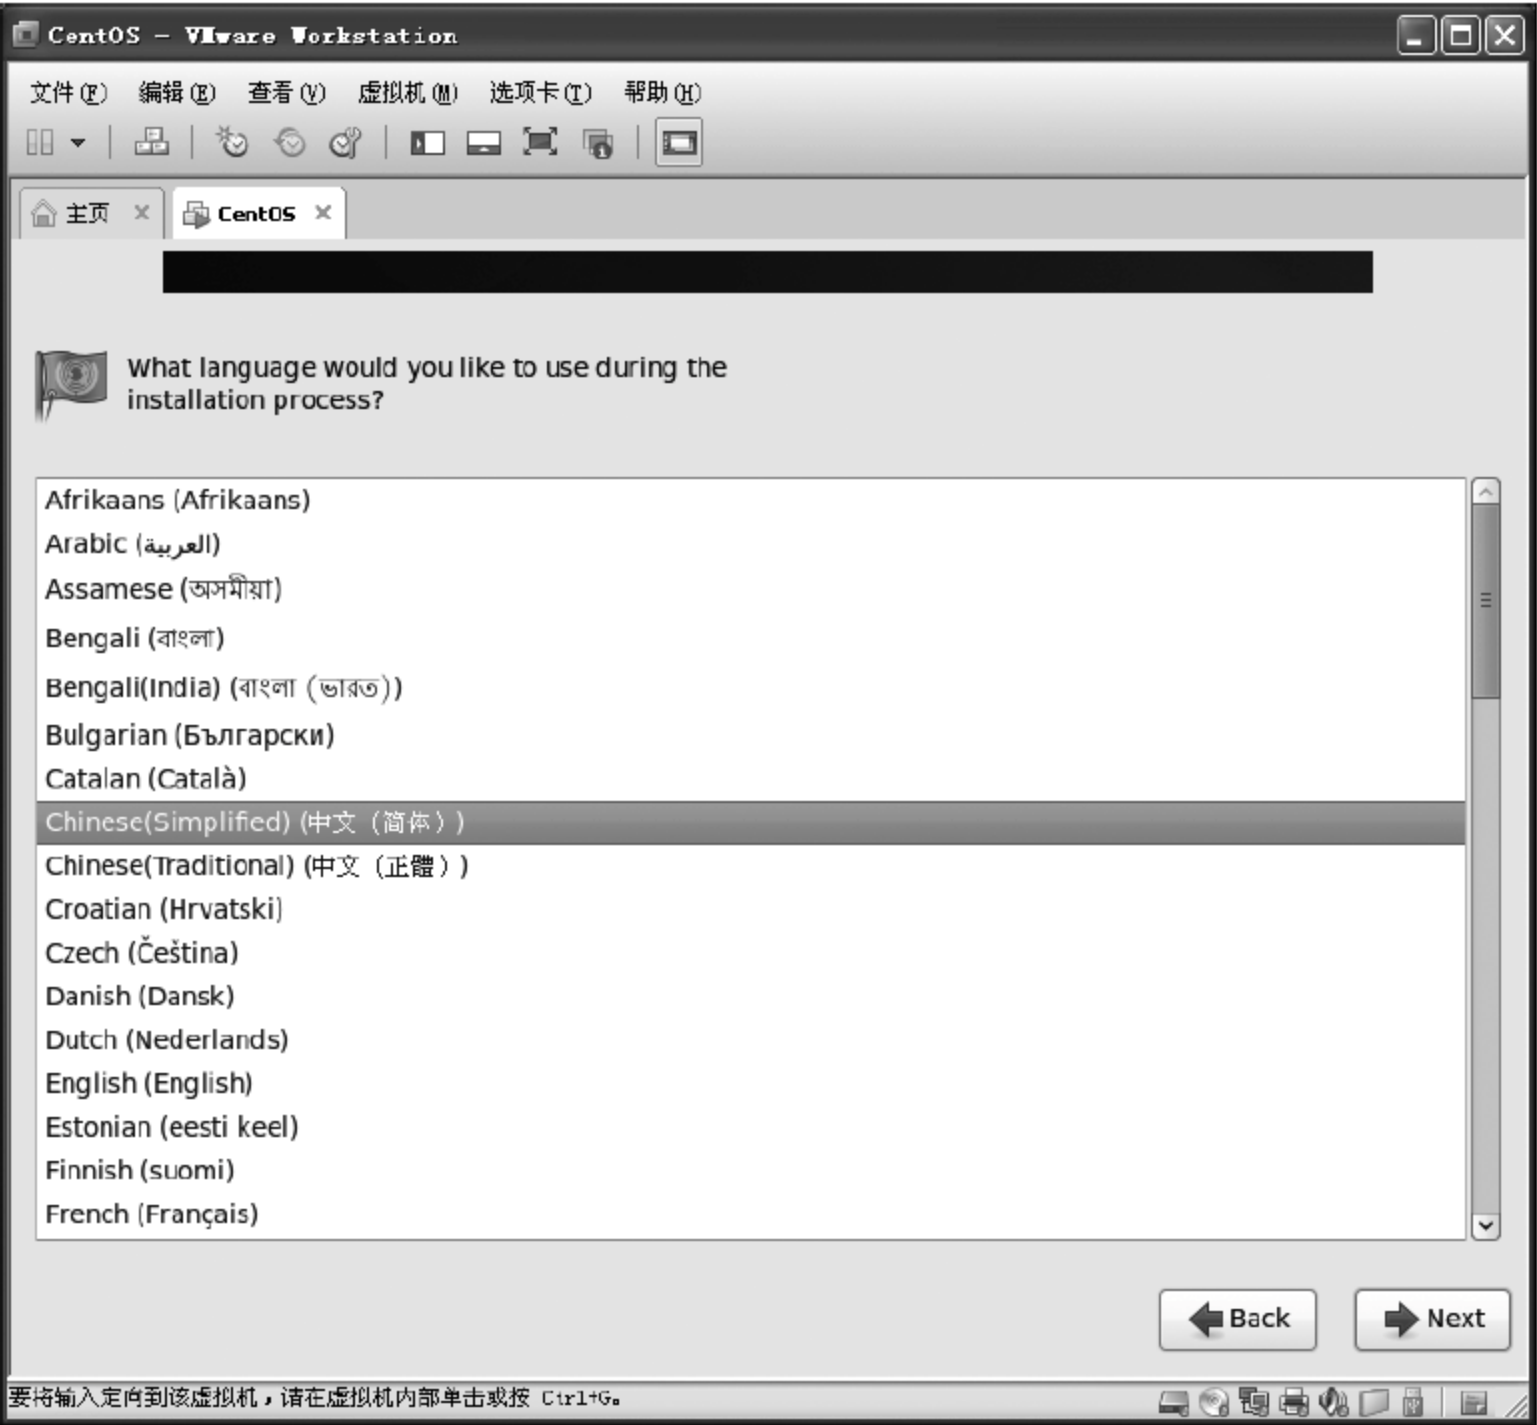 CentOS - VMware Workstation
文件(F) 编辑(E) 查看(V) 虚拟机(M) 选项卡(T) 帮助(H)
主页 CentOS
What language would you like to use during the
installation process?
Afrikaans (Afrikaans)
Arabic (العربية)
Assamese (অসমীয়া)
Bengali (বাংলা)
Bengali(India) (বাংলা (ভারত))
Bulgarian (Български)
Catalan (Català)
Chinese(Simplified) (中文（简体）)
Chinese(Traditional) (中文（正體）)
Croatian (Hrvatski)
Czech (Čeština)
Danish (Dansk)
Dutch (Nederlands)
English (English)
Estonian (eesti keel)
Finnish (suomi)
French (Français)
Back Next
要将输入定向到该虚拟机，请在虚拟机内部单击或按 Ctrl+G。